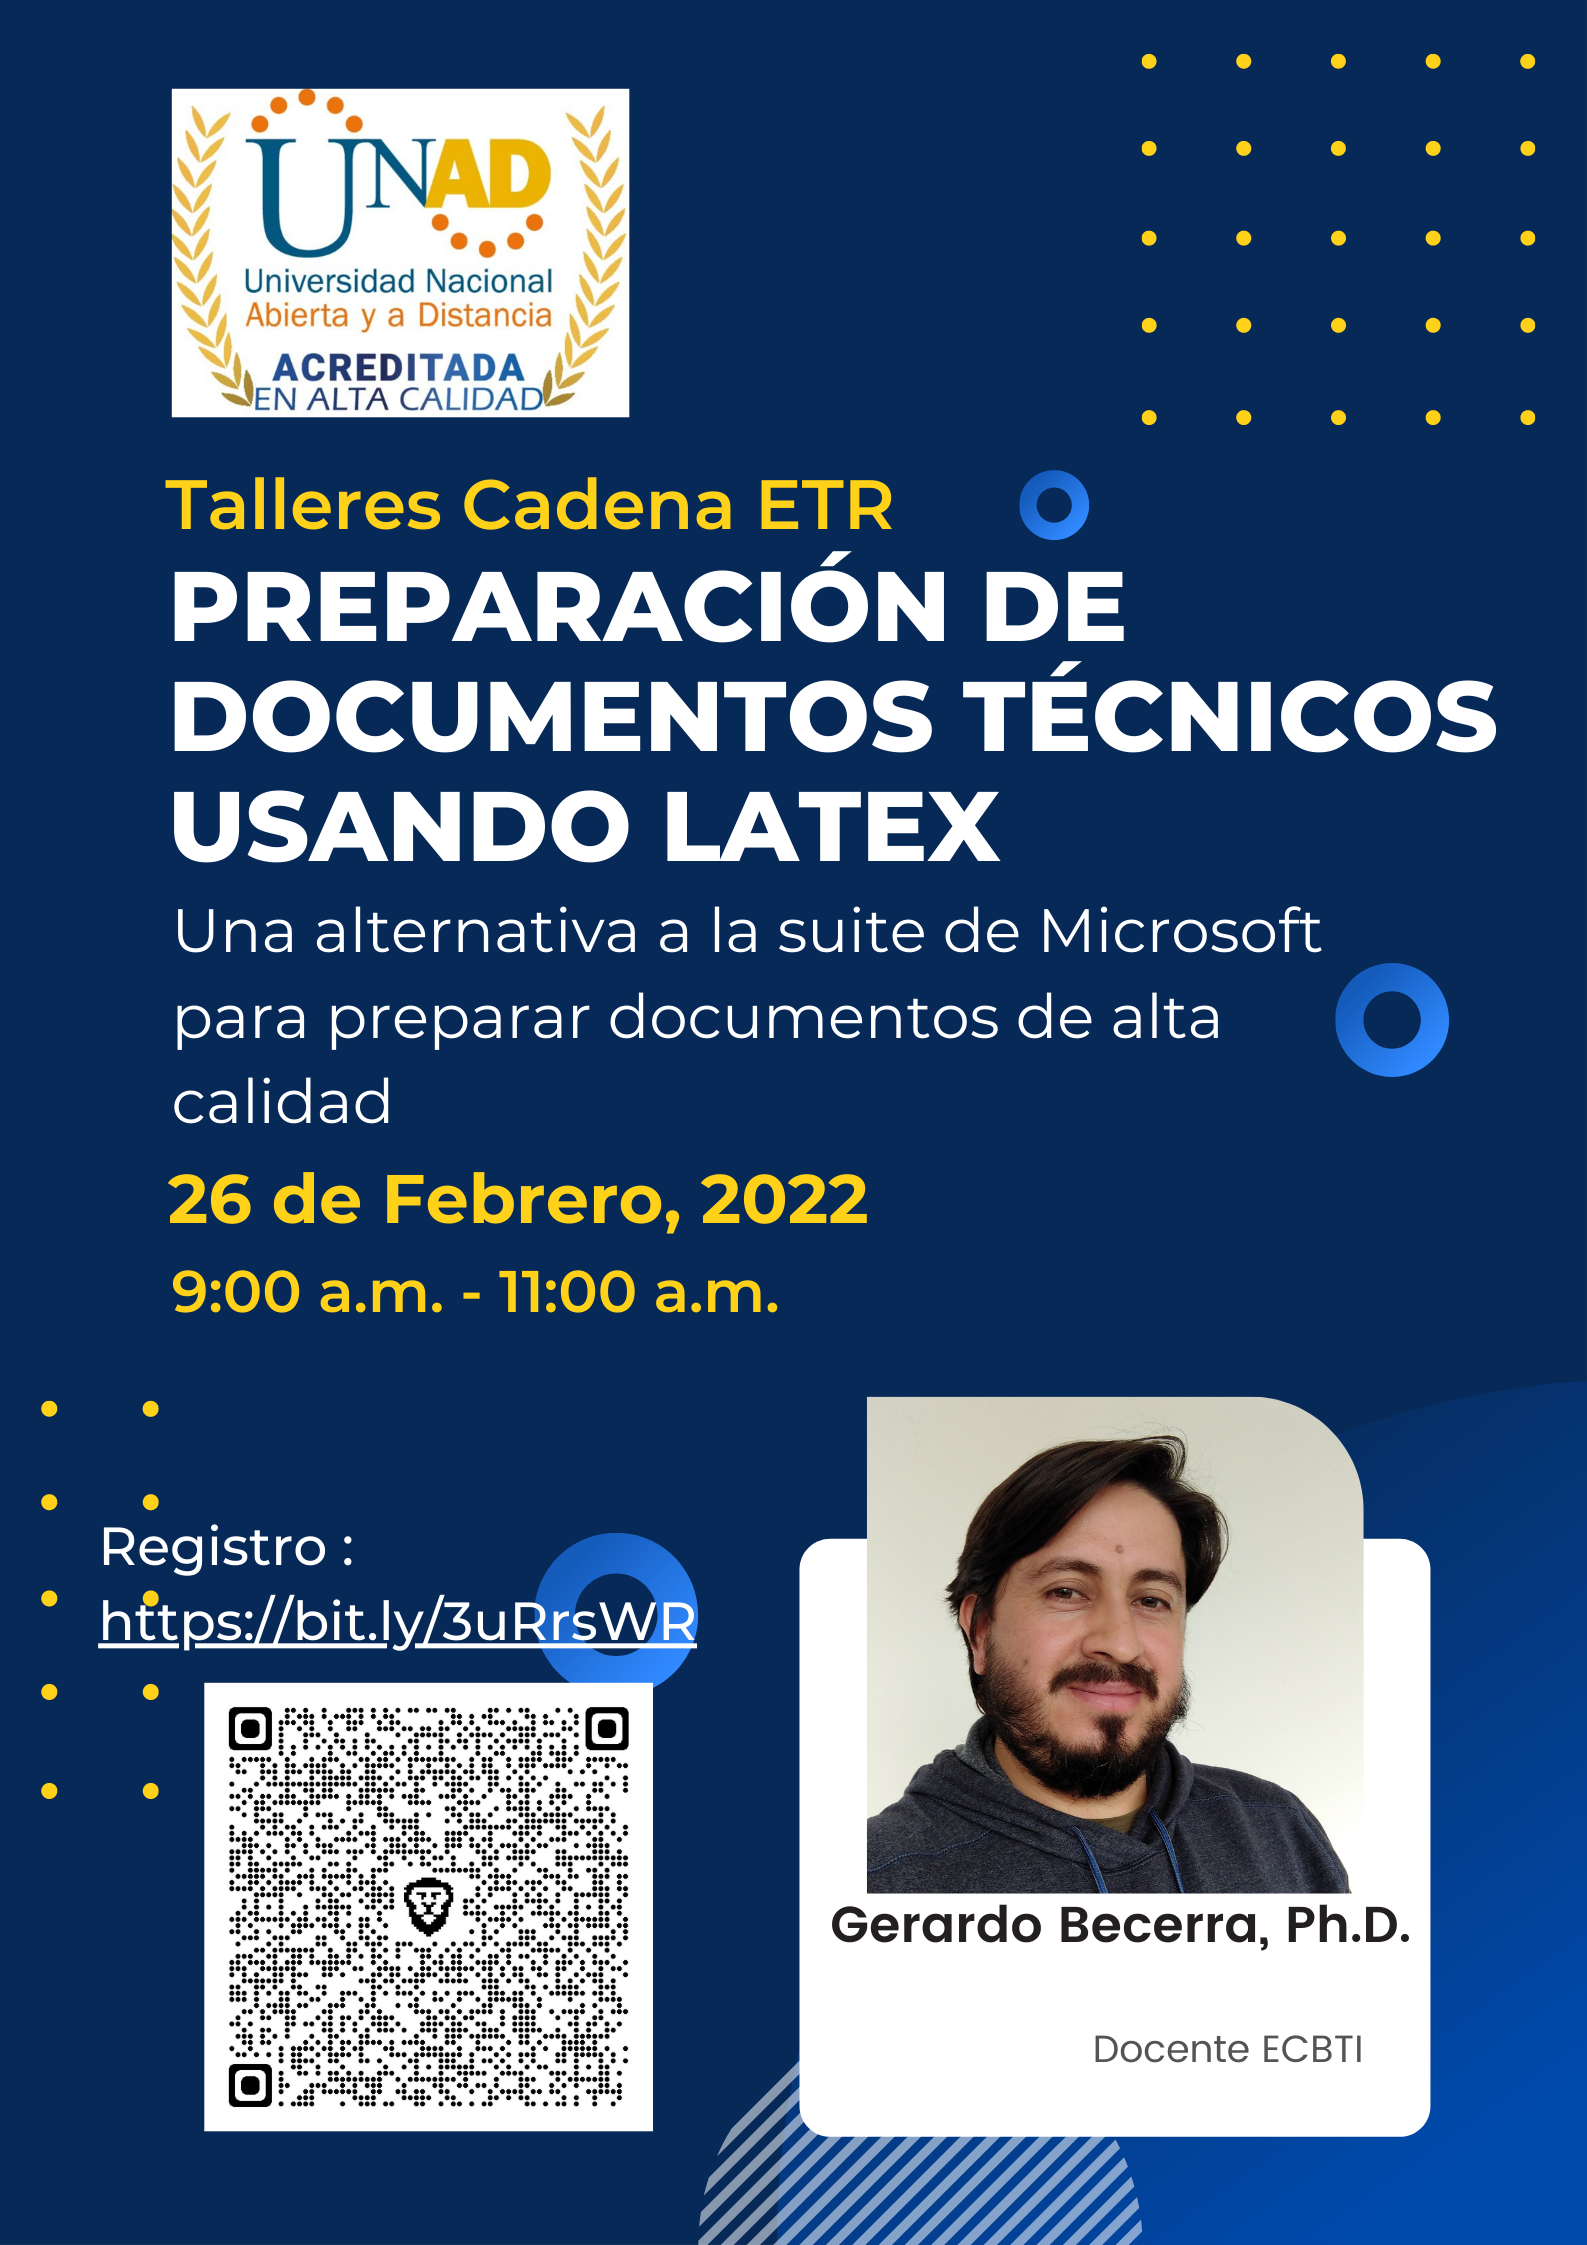 UNAD
Universidad Nacional
Abierta y a Distancia
ACREDITADA
EN ALTA CALIDAD
Talleres Cadena ETR
PREPARACIÓN DE
DOCUMENTOS TÉCNICOS
USANDO LATEX
Una alternativa a la suite de Microsoft
para preparar documentos de alta
calidad
26 de Febrero, 2022
9:00 a.m. - 11:00 a.m.
Registro :
https://bit.ly/3uRrsWR
Gerardo Becerra, Ph.D.
Docente ECBTI